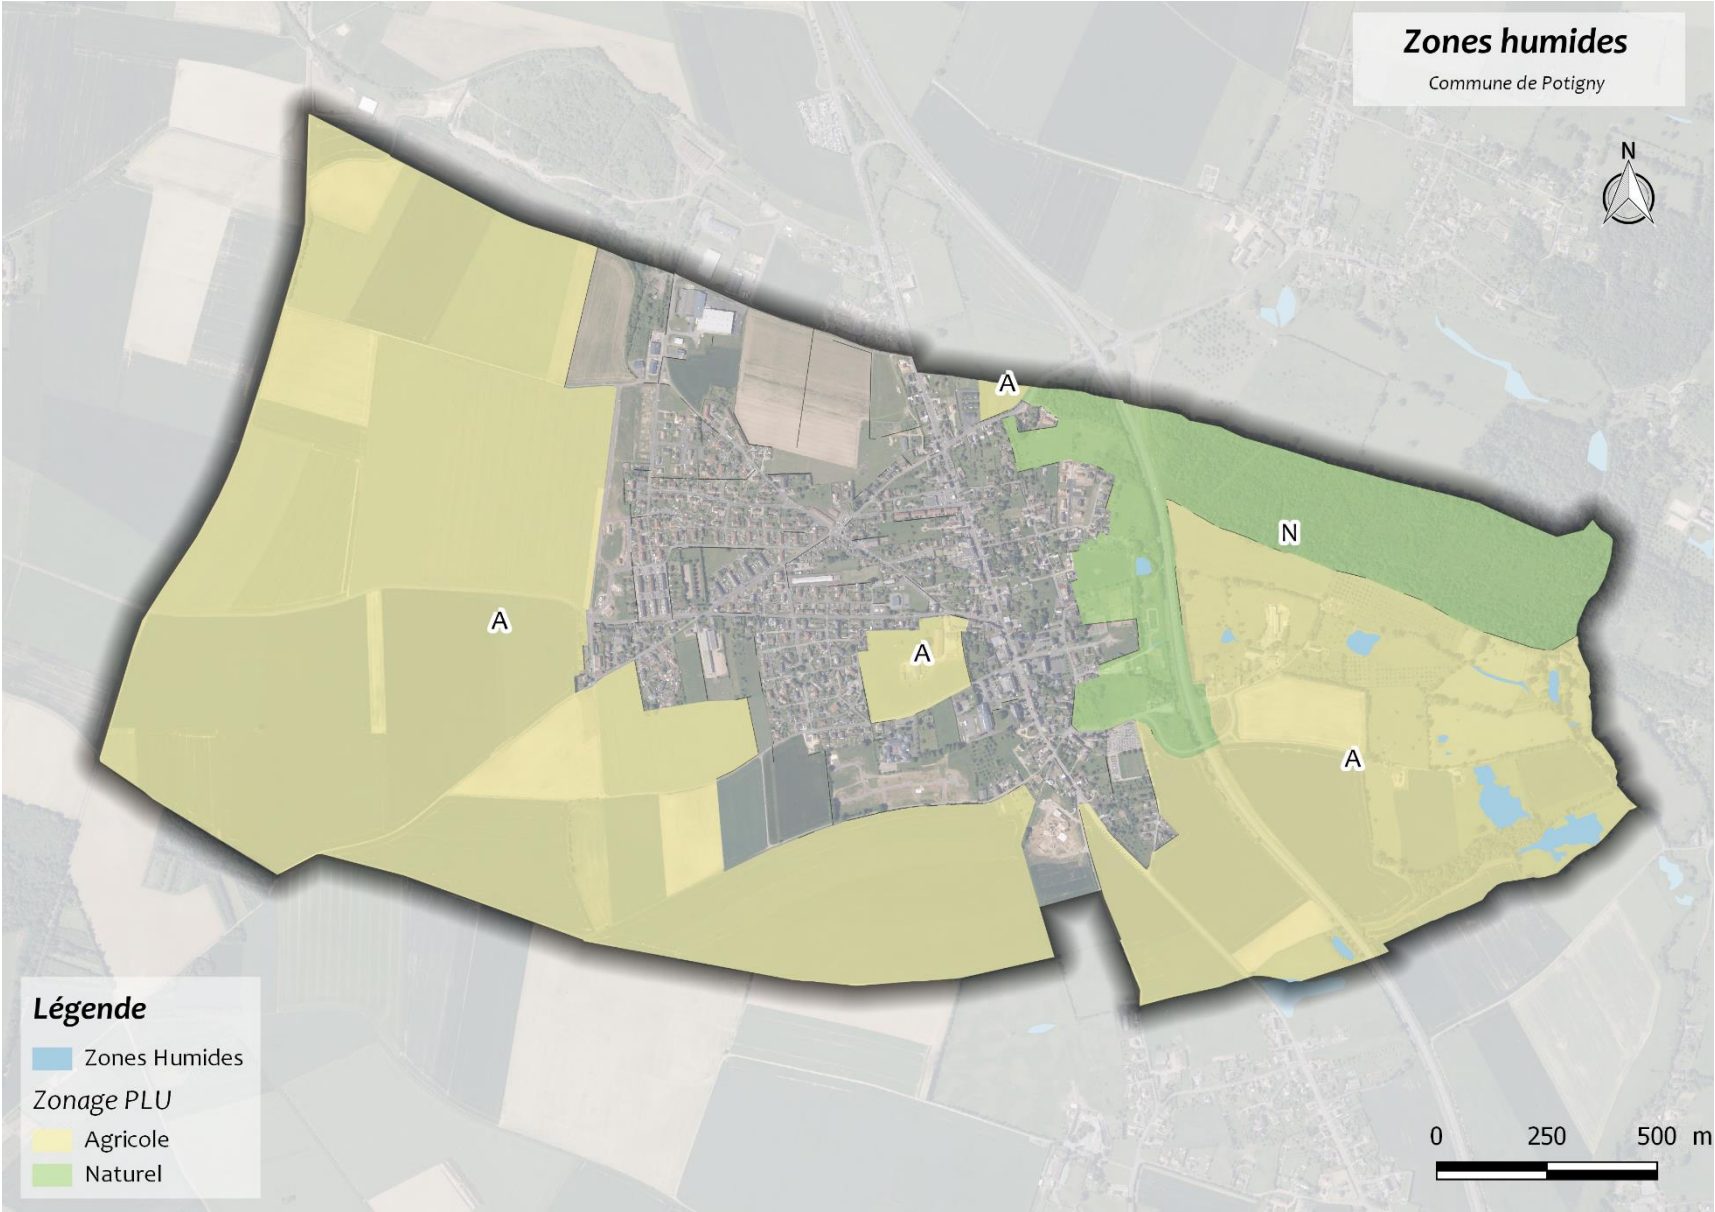 Zones humides
Commune de Potigny
N
A
N
A
A
A
Légende
Zones Humides
Zonage PLU
Agricole
Naturel
0 250 500 m